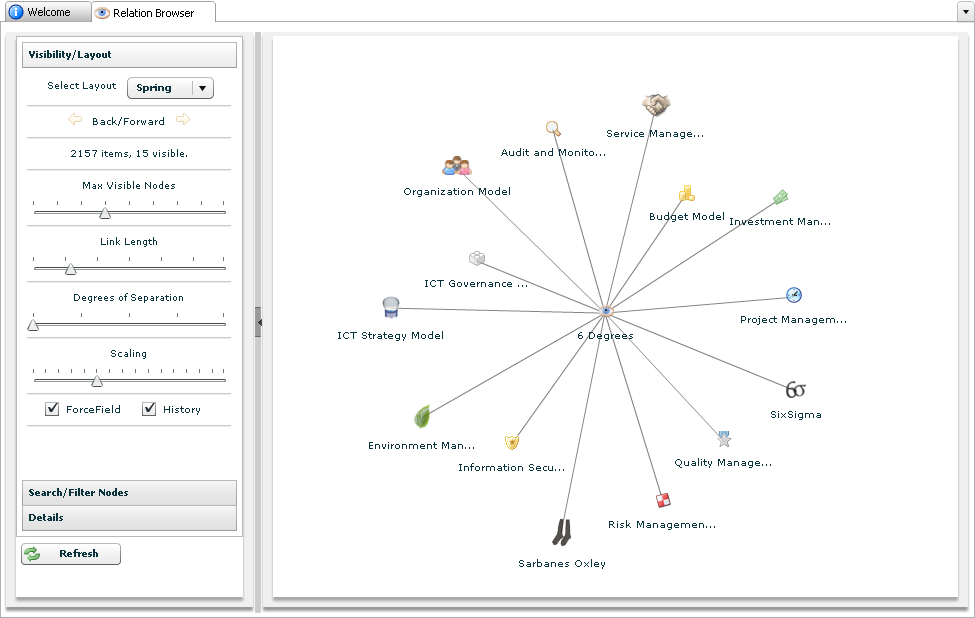 Welcome
Relation Browser
Visibility/Layout
Select Layout
Spring
Back/Forward
2157 items, 15 visible.
Max Visible Nodes
Link Length
Degrees of Separation
Scaling
ForceField
History
Search/Filter Nodes
Details
Refresh
Service Manage...
Audit and Monito...
Organization Model
Budget Model
Investment Man...
ICT Governance ...
ICT Strategy Model
6 Degrees
Project Managem...
6σ
SixSigma
Environment Man...
Information Secu...
Quality Manage...
Risk Managemen...
Sarbanes Oxley